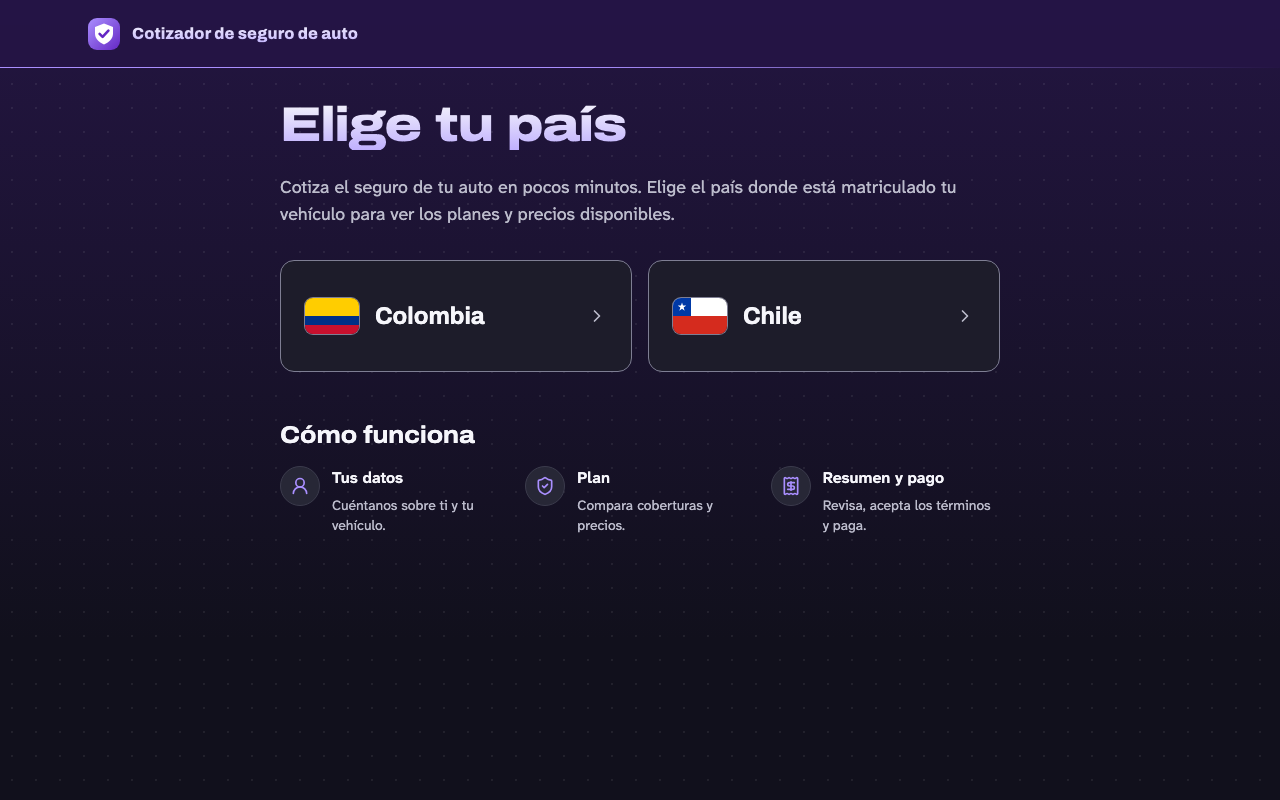 Cotizador de seguro de auto
Elige tu país
Cotiza el seguro de tu auto en pocos minutos. Elige el país donde está matriculado tu
vehículo para ver los planes y precios disponibles.
Colombia
Chile
Cómo funciona
Tus datos
Cuéntanos sobre ti y tu
vehículo.
Plan
Compara coberturas y
precios.
Resumen y pago
Revisa, acepta los términos
y paga.